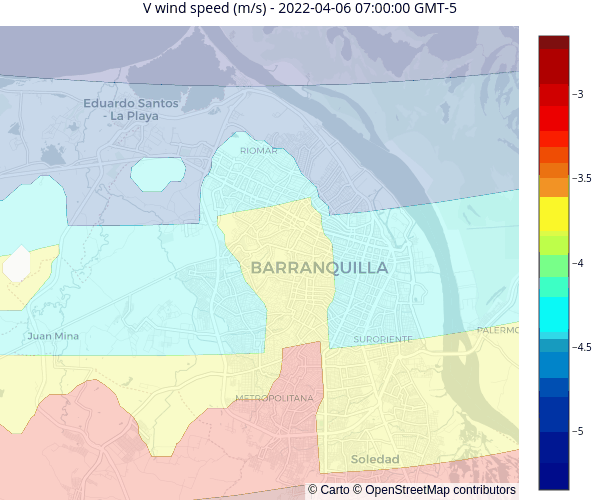 V wind speed (m/s) - 2022-04-06 07:00:00 GMT-5
Eduardo Santos
- La Playa
RIOMAR
BARRANQUILLA
Juan Mina
SURORIENTE
PALERMO
METROPOLITANA
Soledad
−3
−3.5
−4
−4.5
−5
© Carto © OpenStreetMap contributors